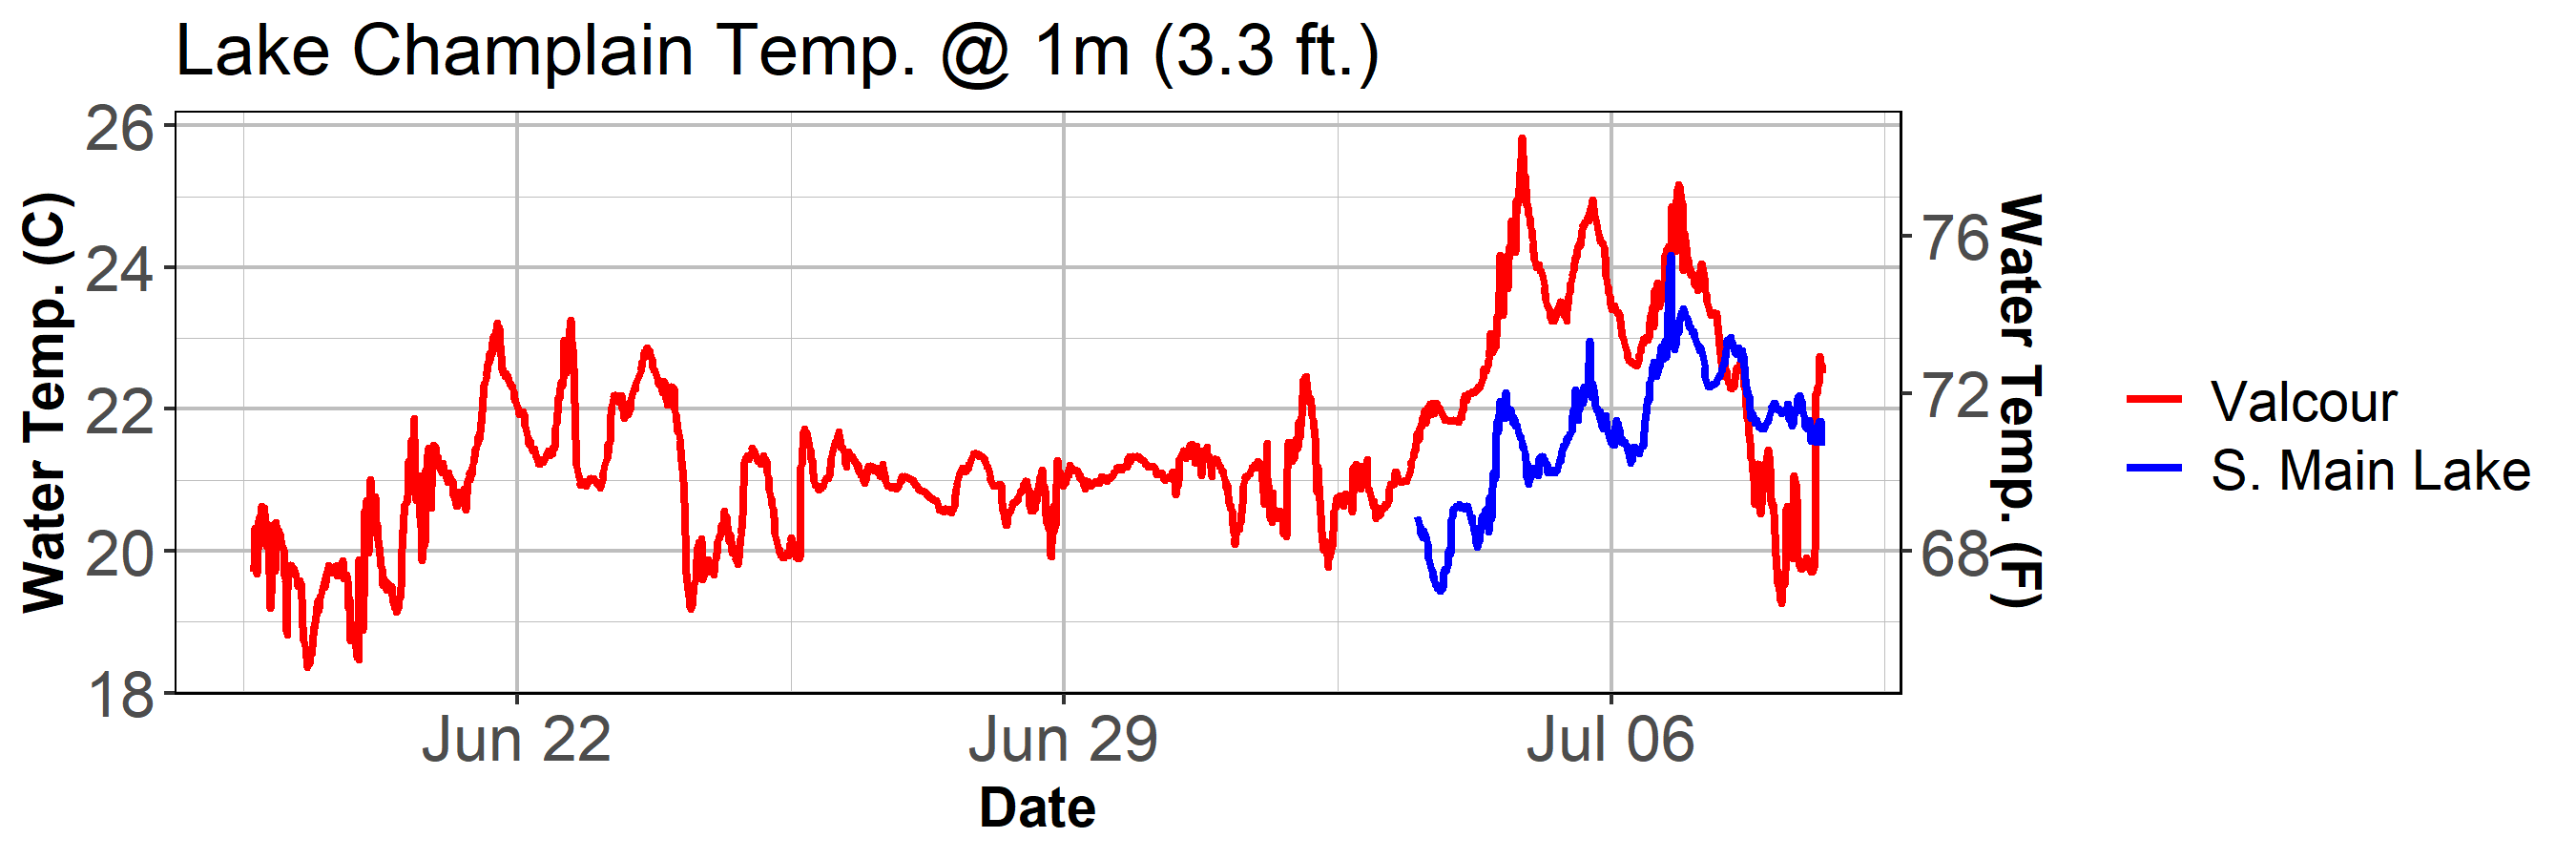 Lake Champlain Temp. @ 1m (3.3 ft.)
Water Temp. (C)
26
24
22
20
18
76
72
68
Water Temp. (F)
Jun 22
Jun 29
Jul 06
Date
Valcour
S. Main Lake